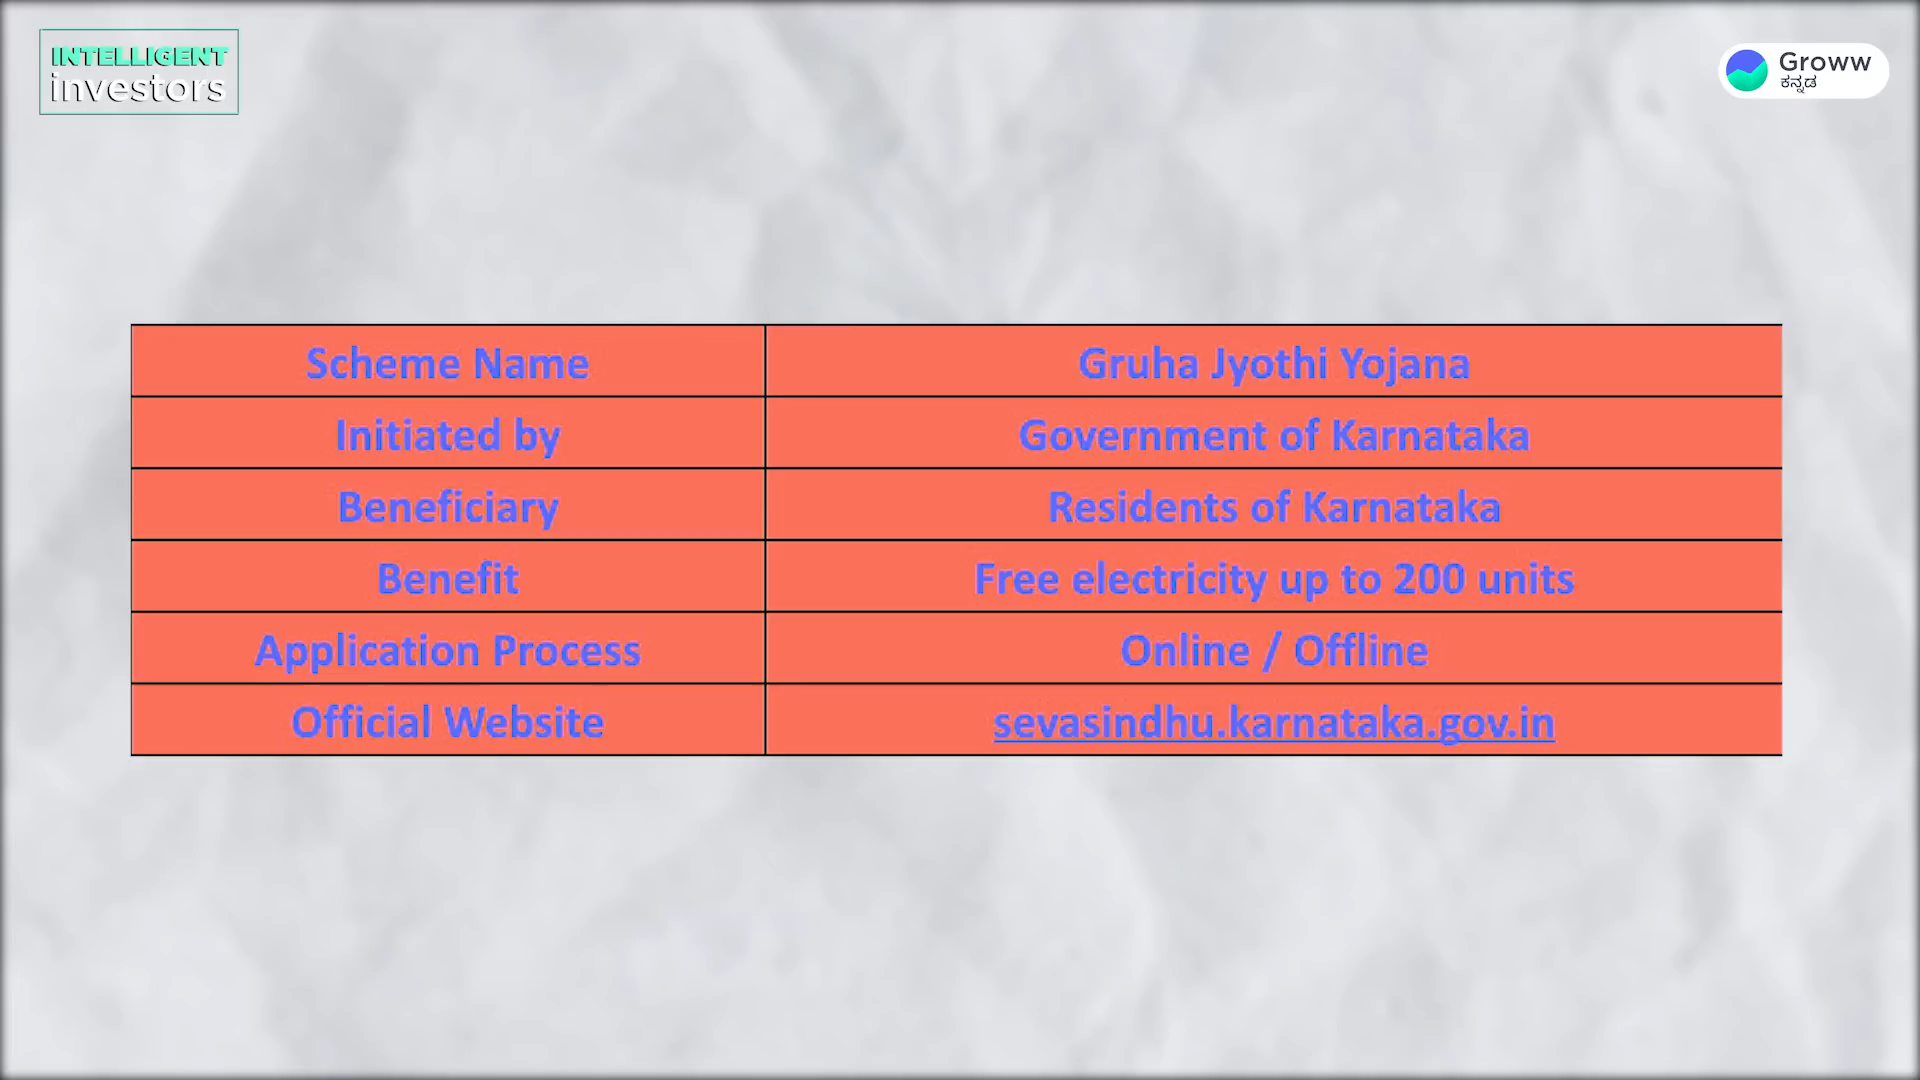 INTELLIGENT
investors
Groww
ಕನ್ನಡ
Scheme Name Gruha Jyothi Yojana
Initiated by Government of Karnataka
Beneficiary Residents of Karnataka
Benefit Free electricity up to 200 units
Application Process Online / Offline
Official Website sevasindhu.karnataka.gov.in